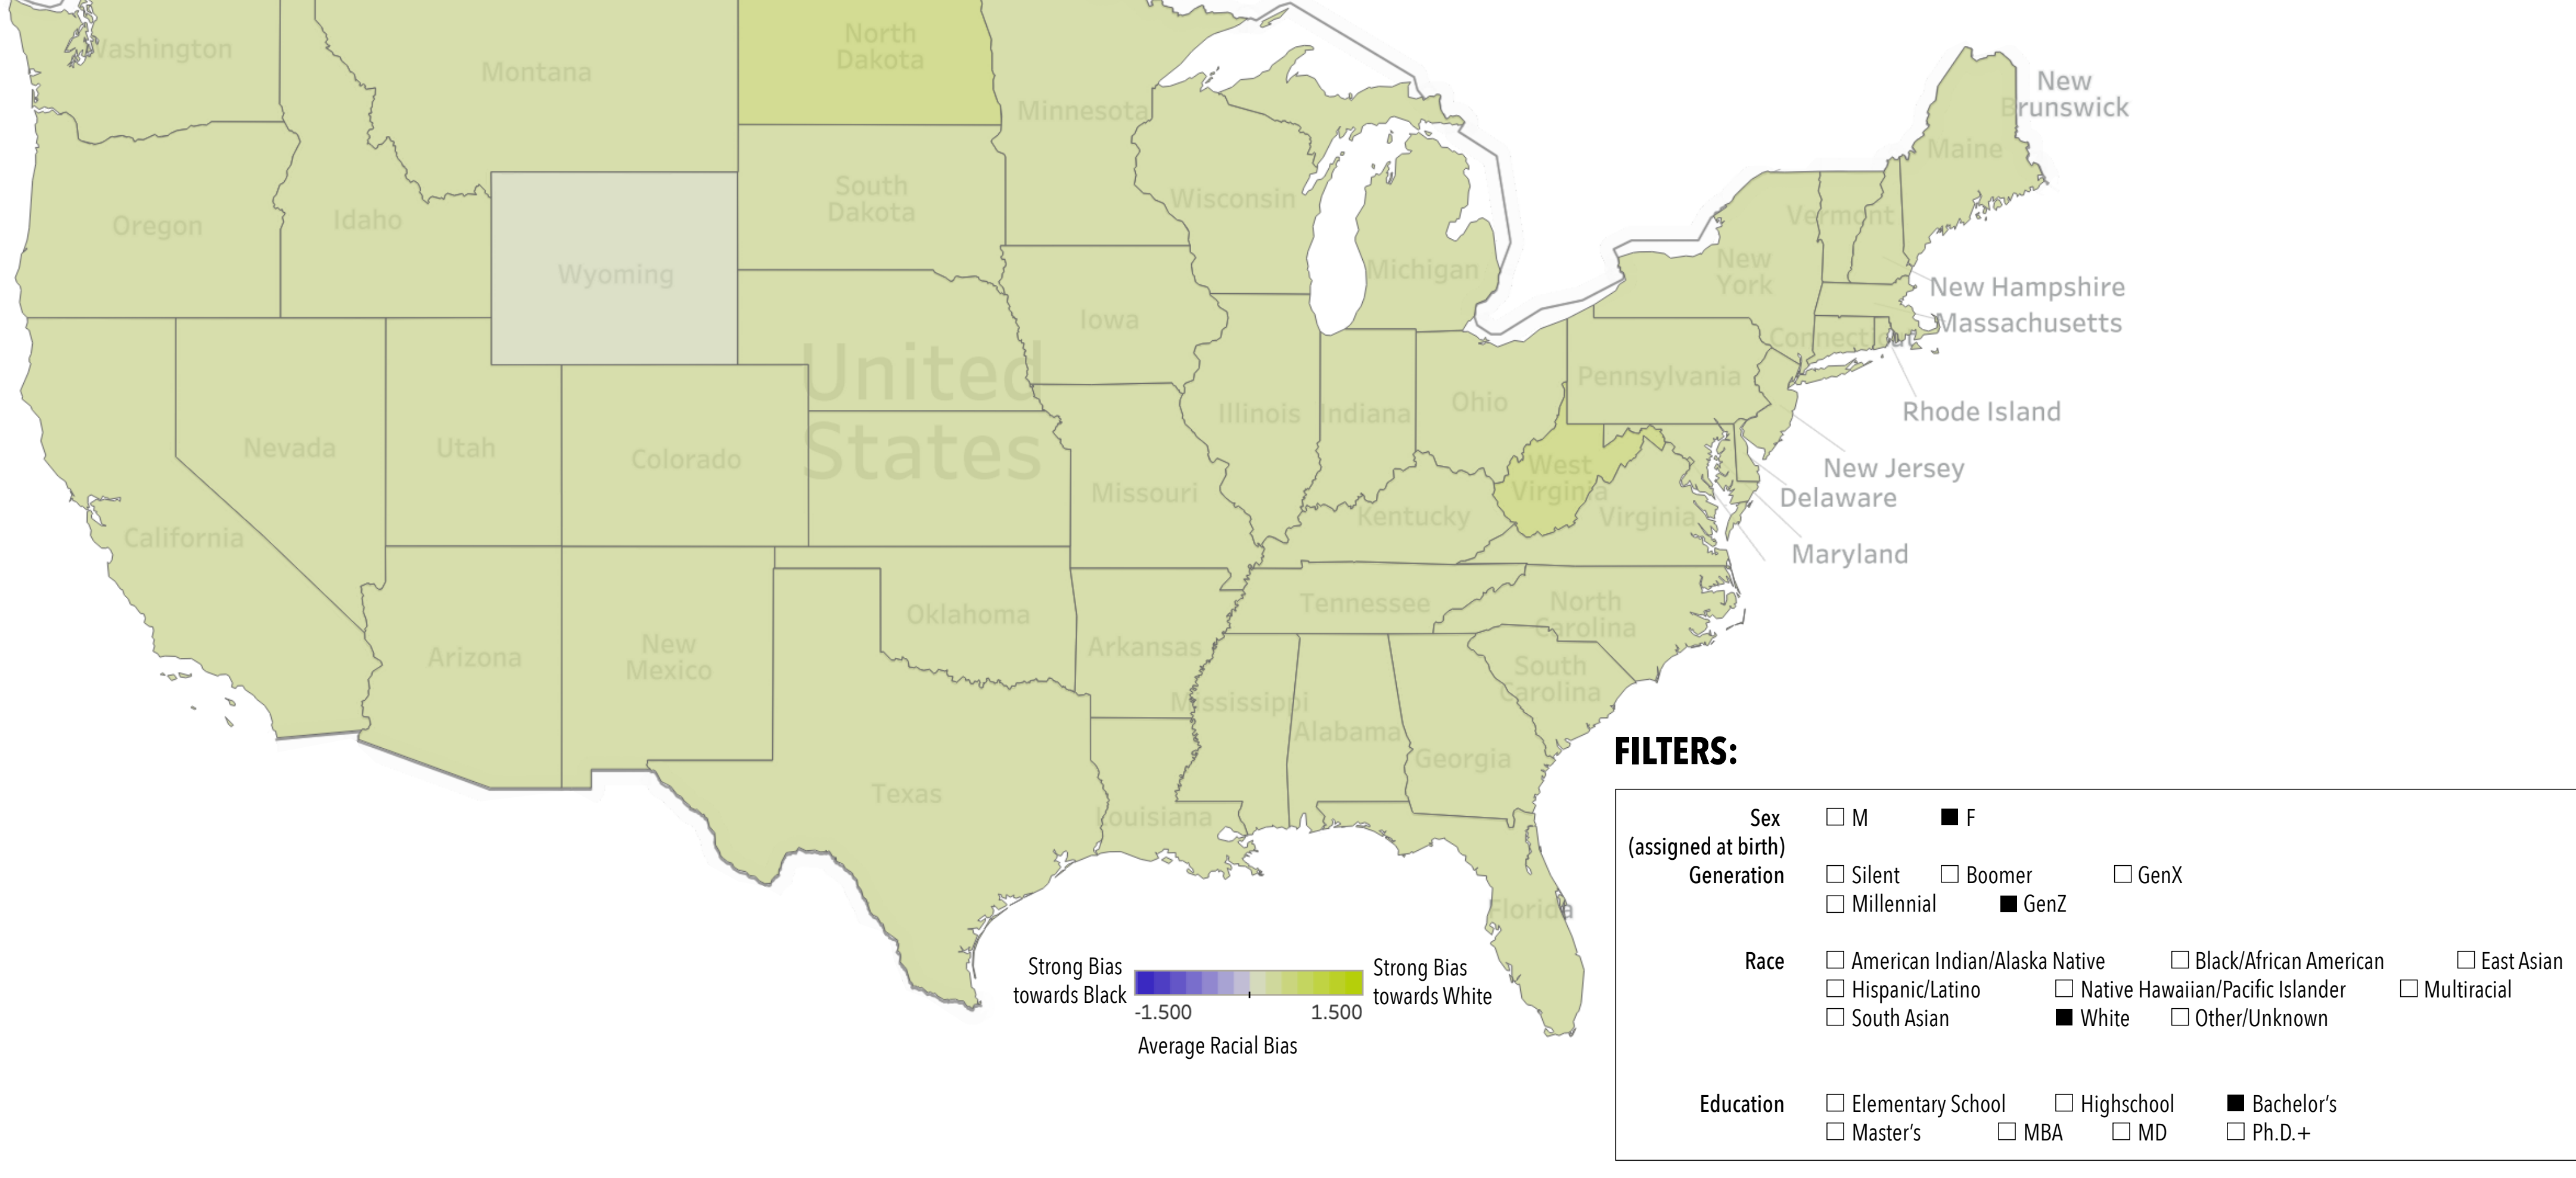 Washington
Montana
North
Dakota
Minnesota
New
Brunswick
Maine
Oregon
Idaho
Wyoming
South
Dakota
Wisconsin
Michigan
Vermont
New
York
New Hampshire
Massachusetts
Connecticut
Rhode Island
Iowa
United
States
Nevada
Utah
Colorado
California
Illinois
Indiana
Ohio
Pennsylvania
New Jersey
Delaware
Maryland
West
Virginia
Virginia
Missouri
Kentucky
Tennessee
North
Carolina
Oklahoma
Arkansas
Arizona
New
Mexico
South
Carolina
Mississippi
Alabama
Georgia
Texas
Louisiana
Florida
Strong Bias
towards Black
Strong Bias
towards White
-1.500
1.500
Average Racial Bias
FILTERS:
Sex
(assigned at birth)
M F
Generation
Silent Boomer GenX
Millennial GenZ
Race
American Indian/Alaska Native Black/African American East Asian
Hispanic/Latino Native Hawaiian/Pacific Islander Multiracial
South Asian White Other/Unknown
Education
Elementary School Highschool Bachelor’s
Master’s MBA MD Ph.D.+